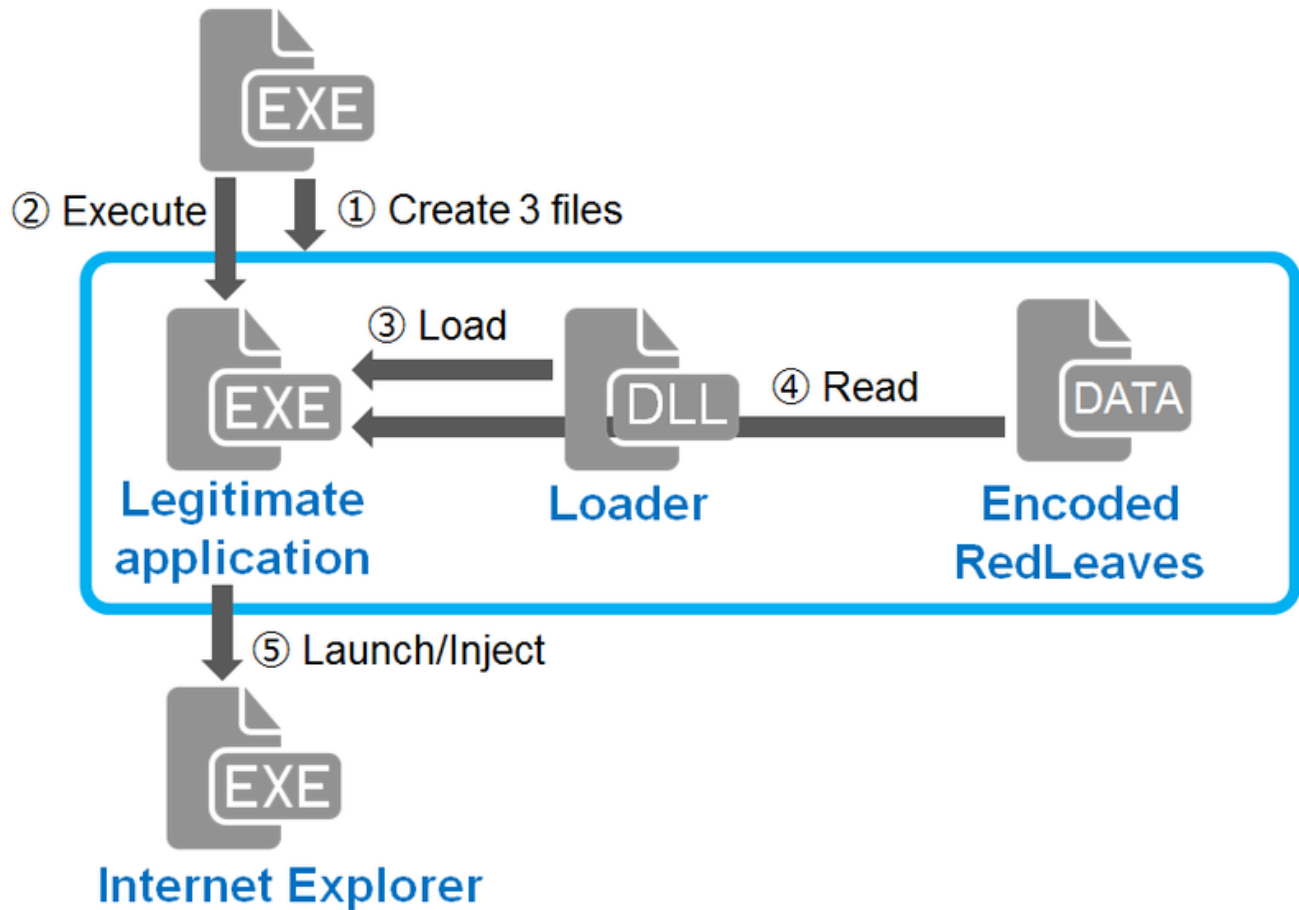 EXE
② Execute
① Create 3 files
③ Load
④ Read
EXE
DLL
DATA
Legitimate
application
Loader
Encoded
RedLeaves
⑤ Launch/Inject
EXE
Internet Explorer